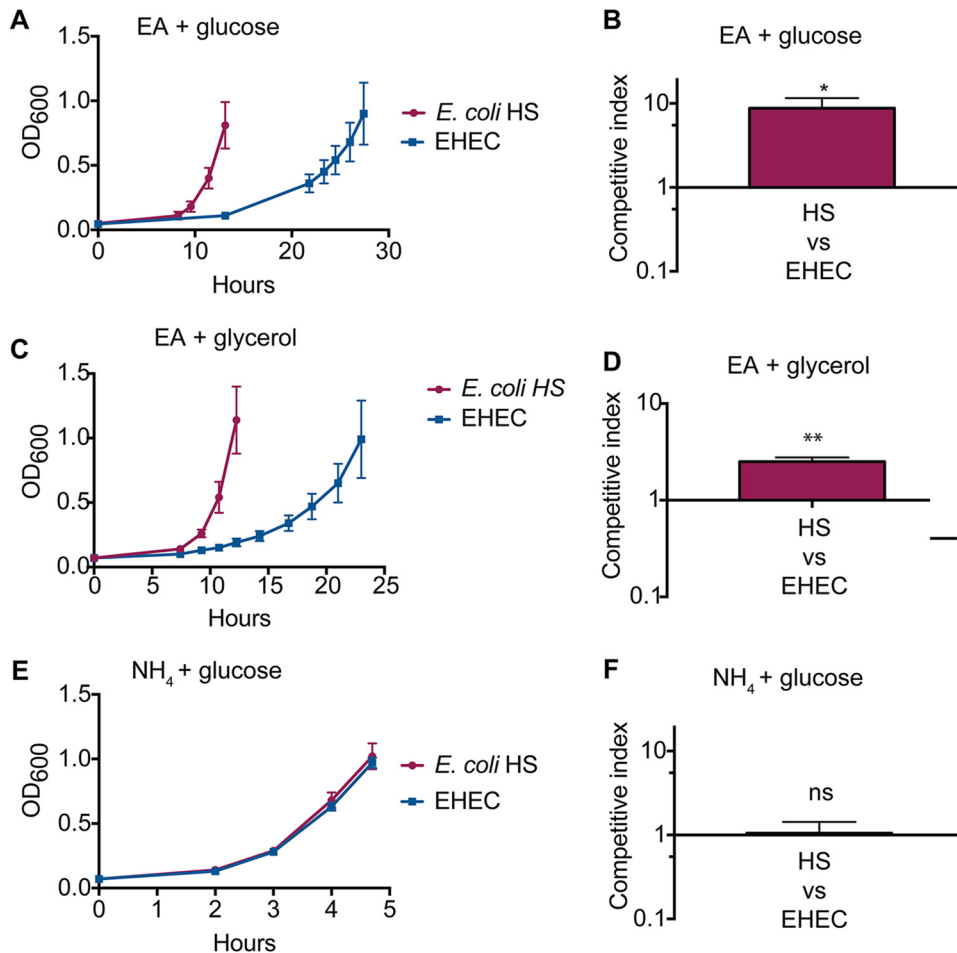 A
EA + glucose
1.5
1.0
0.5
0.0
OD600
0
10
20
30
Hours
E. coli HS
EHEC
B
EA + glucose
Competitive index
10
1
0.1
*
HS
vs
EHEC
C
EA + glycerol
1.5
1.0
0.5
0.0
OD600
0
5
10
15
20
25
Hours
E. coli HS
EHEC
D
EA + glycerol
Competitive index
10
1
0.1
**
HS
vs
EHEC
E
NH4 + glucose
1.5
1.0
0.5
0.0
OD600
0
1
2
3
4
5
Hours
E. coli HS
EHEC
F
NH4 + glucose
Competitive index
10
1
0.1
ns
HS
vs
EHEC